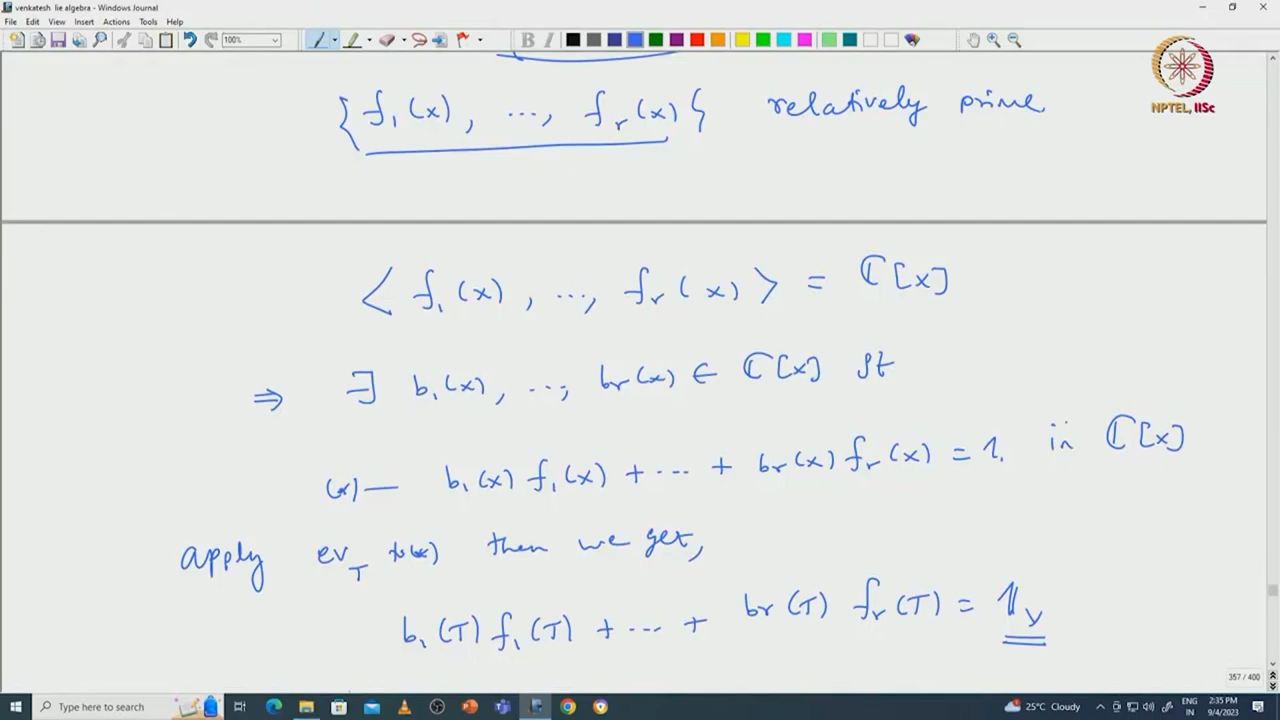 venkatesh lie algebra - Windows Journal
File Edit View Insert Actions Tools Help
100%
NPTEL, IISc
{f₁(x), ..., fᵣ(x)} relatively prime
< f₁(x), ..., fᵣ(x) > = ℂ[x]
⇒ ∃ b₁(x), ..., bᵣ(x) ∈ ℂ[x] st
(*)— b₁(x) f₁(x) + ... + bᵣ(x) fᵣ(x) = 1. in ℂ[x]
apply ev_T to (*) then we get,
b₁(T) f₁(T) + ... + bᵣ(T) fᵣ(T) = 𝟙_V
357 / 400
Type here to search
25°C Cloudy
ENG
IN
2:35 PM
9/4/2023